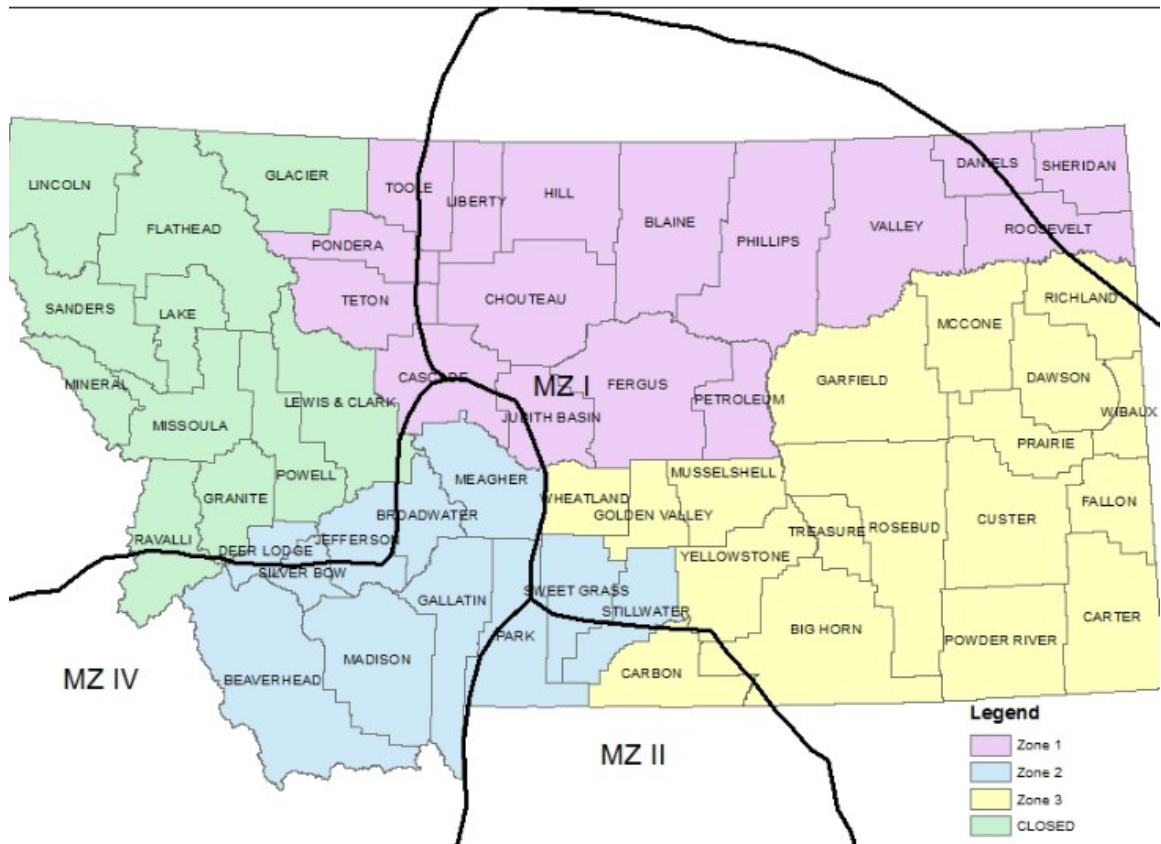 DANIELS
SHERIDAN
GLACIER
LINCOLN
TOOLE
LIBERTY
HILL
BLAINE
FLATHEAD
VALLEY
ROOSEVELT
PONDERA
PHILLIPS
TETON
CHOUTEAU
RICHLAND
SANDERS
LAKE
MCCONE
CASCADE
MZ I
FERGUS
GARFIELD
DAWSON
MINERAL
LEWIS & CLARK
PETROLEUM
WIBAUX
JUDITH BASIN
MISSOULA
PRAIRIE
POWELL
MEAGHER
MUSSELSHELL
GRANITE
WHEATLAND
FALLON
BROADWATER
GOLDEN VALLEY
CUSTER
RAVALLI
JEFFERSON
TREASURE
ROSEBUD
DEER LODGE
YELLOWSTONE
SILVER BOW
SWEET GRASS
GALLATIN
STILLWATER
CARTER
BIG HORN
PARK
POWDER RIVER
MADISON
CARBON
MZ IV
BEAVERHEAD
MZ II
Legend
Zone 1
Zone 2
Zone 3
CLOSED